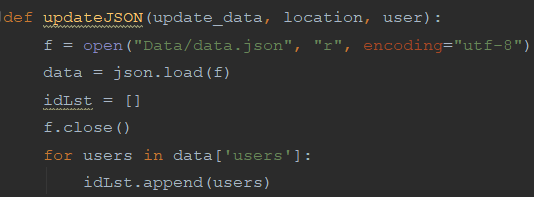 def updateJSON(update_data, location, user):
f = open("Data/data.json", "r", encoding="utf-8")
data = json.load(f)
idLst = []
f.close()
for users in data['users']:
idLst.append(users)